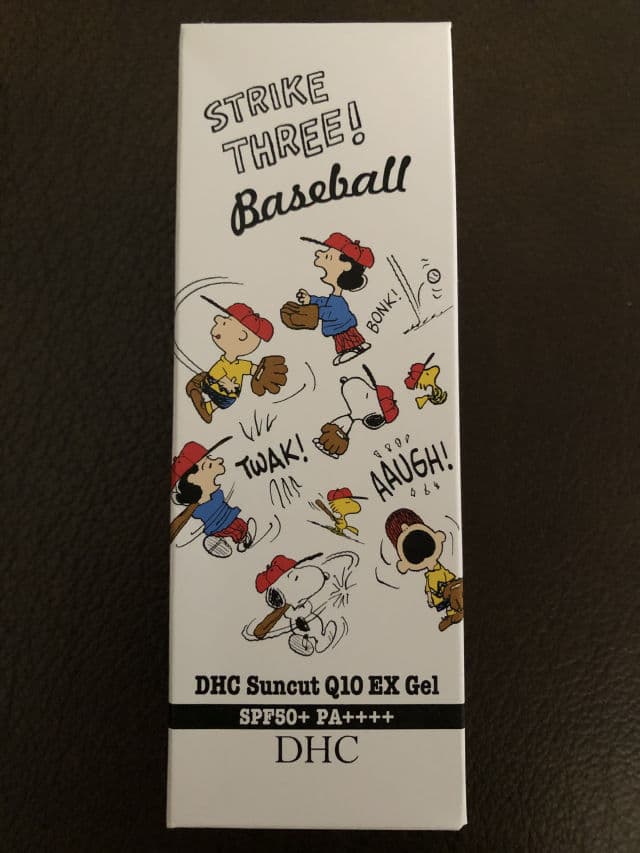 STRIKE
THREE!
Baseball
BONK!
TWAK!
AAUGH!
DHC Suncut Q10 EX Gel
SPF50+ PA++++
DHC